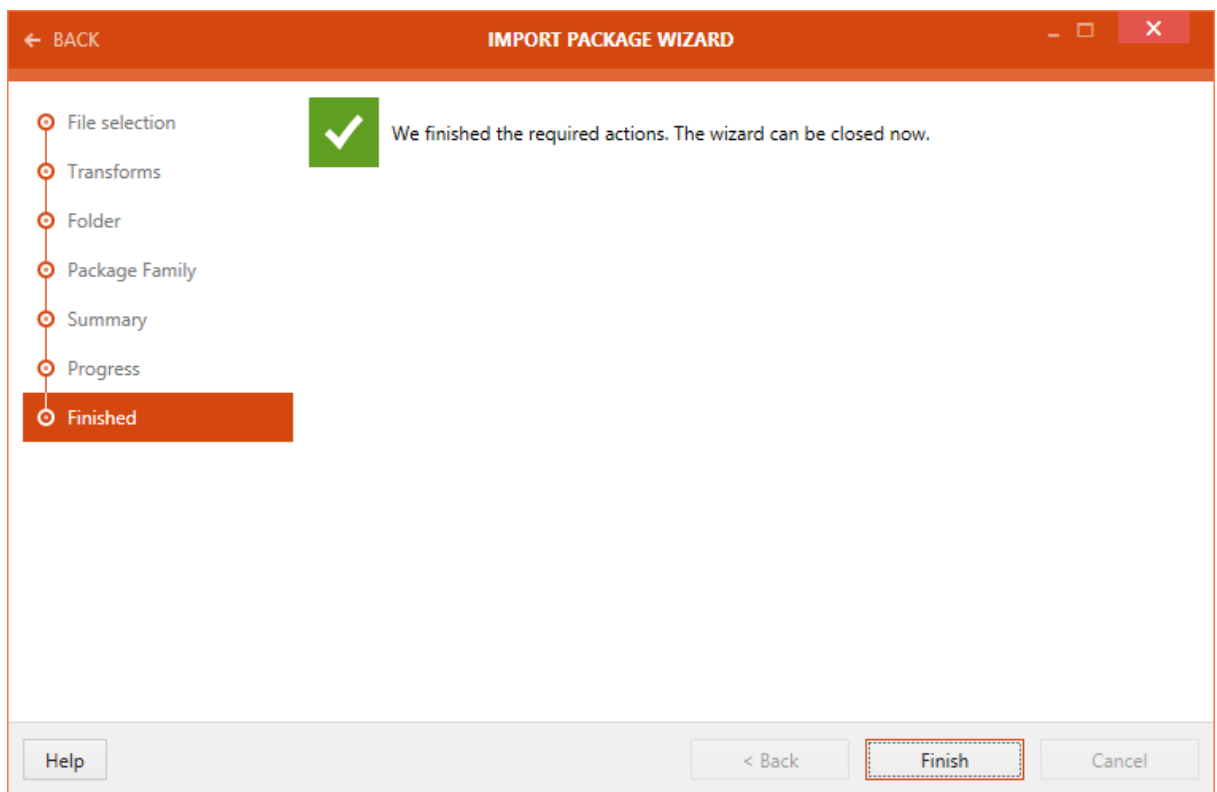 ← BACK
IMPORT PACKAGE WIZARD
File selection
Transforms
Folder
Package Family
Summary
Progress
Finished
We finished the required actions. The wizard can be closed now.
Help
< Back
Finish
Cancel